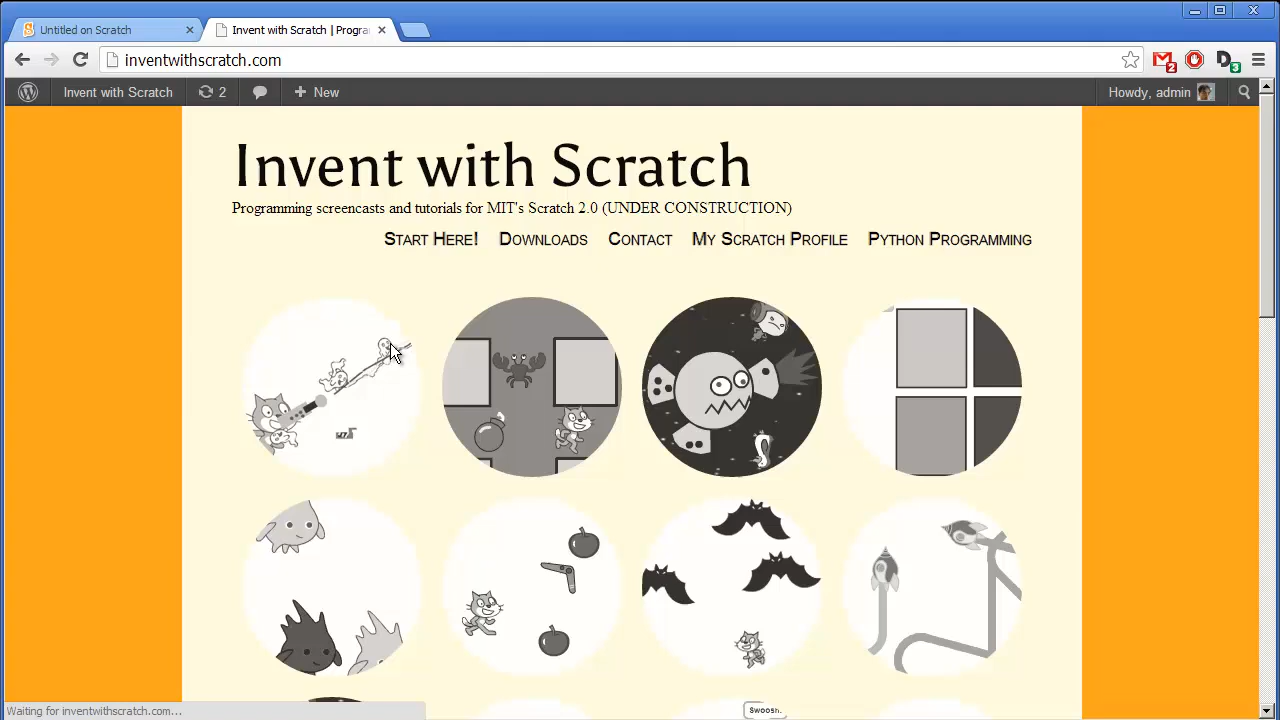 Untitled on Scratch
Invent with Scratch | Progra
inventwithscratch.com
2
3
Invent with Scratch
2
New
Howdy, admin
Invent with Scratch
Programming screencasts and tutorials for MIT's Scratch 2.0 (UNDER CONSTRUCTION)
START HERE! DOWNLOADS CONTACT MY SCRATCH PROFILE PYTHON PROGRAMMING
Waiting for inventwithscratch.com...
Swoosh.